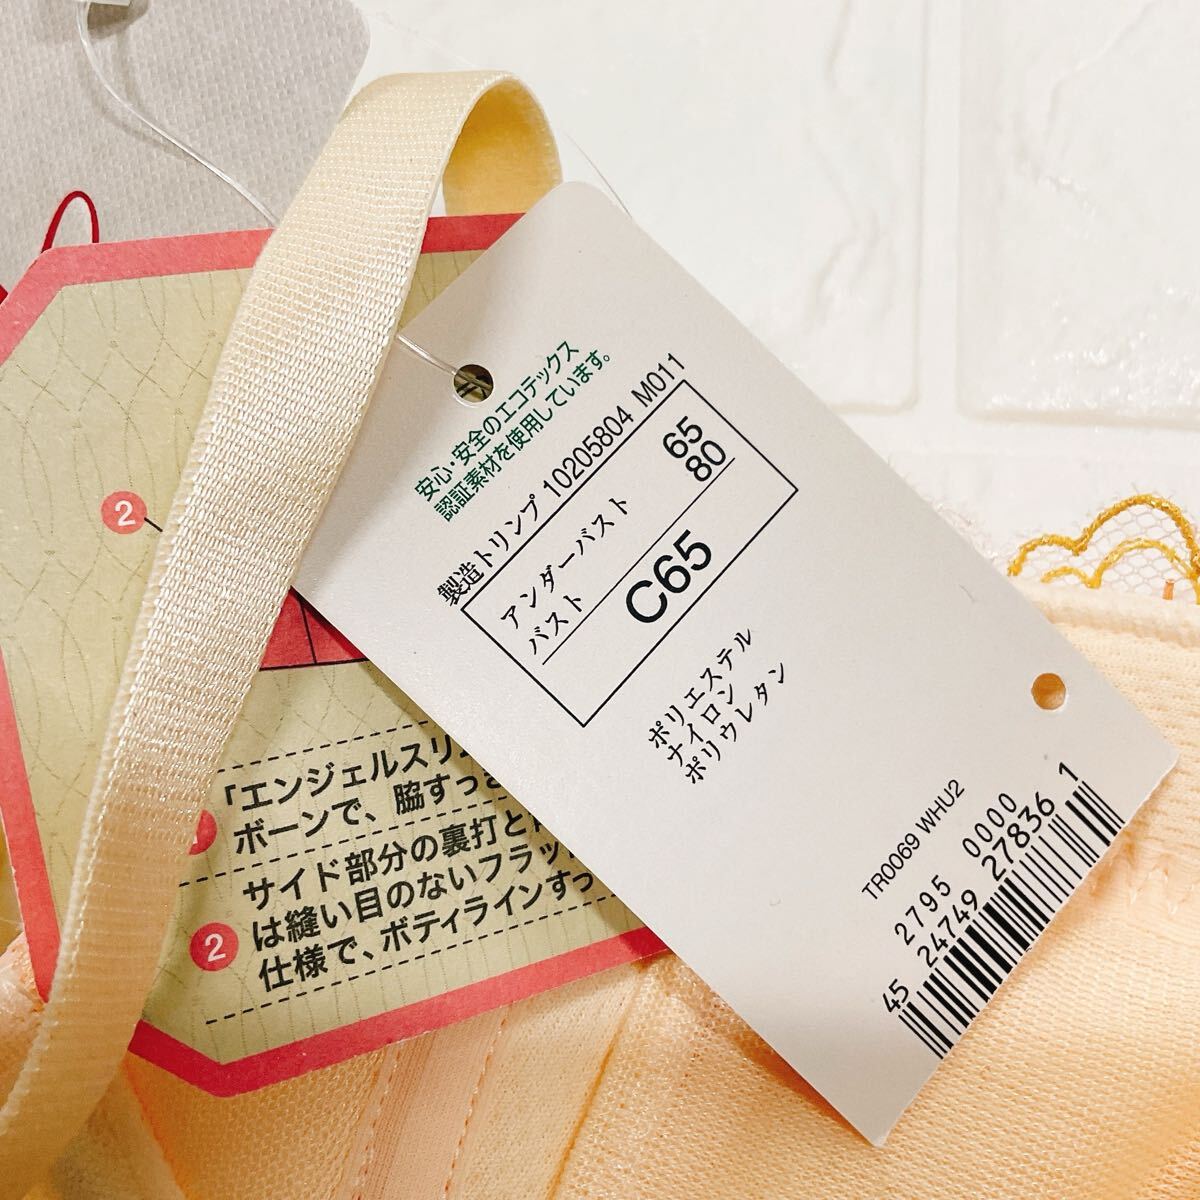 安心・安全のエコテックス
認証素材を使用しています。
製造トリンプ 10205804 M011
アンダーバスト 65
バスト 80
C65
ポリエステル
ナイロン
ポリウレタン
TR0069 WHU2
2795 0000
45 24749 27836 1
2
「エンジェルスリ
ボーンで、脇すっ
2
サイド部分の裏打と
は縫い目のないフラッ
仕様で、ボディラインすっ